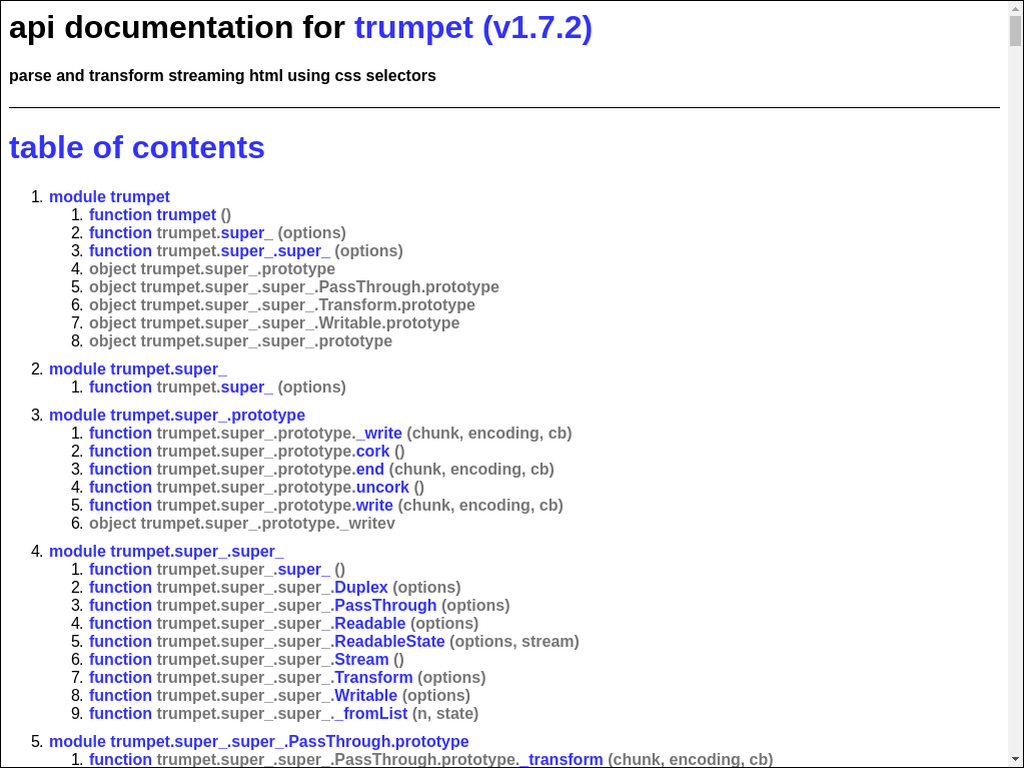 api documentation for trumpet (v1.7.2)
parse and transform streaming html using css selectors
table of contents
1. module trumpet
1. function trumpet ()
2. function trumpet.super_ (options)
3. function trumpet.super_.super_ (options)
4. object trumpet.super_.prototype
5. object trumpet.super_.super_.PassThrough.prototype
6. object trumpet.super_.super_.Transform.prototype
7. object trumpet.super_.super_.Writable.prototype
8. object trumpet.super_.super_.prototype
2. module trumpet.super_
1. function trumpet.super_ (options)
3. module trumpet.super_.prototype
1. function trumpet.super_.prototype._write (chunk, encoding, cb)
2. function trumpet.super_.prototype.cork ()
3. function trumpet.super_.prototype.end (chunk, encoding, cb)
4. function trumpet.super_.prototype.uncork ()
5. function trumpet.super_.prototype.write (chunk, encoding, cb)
6. object trumpet.super_.prototype._writev
4. module trumpet.super_.super_
1. function trumpet.super_.super_ ()
2. function trumpet.super_.super_.Duplex (options)
3. function trumpet.super_.super_.PassThrough (options)
4. function trumpet.super_.super_.Readable (options)
5. function trumpet.super_.super_.ReadableState (options, stream)
6. function trumpet.super_.super_.Stream ()
7. function trumpet.super_.super_.Transform (options)
8. function trumpet.super_.super_.Writable (options)
9. function trumpet.super_.super_._fromList (n, state)
5. module trumpet.super_.super_.PassThrough.prototype
1. function trumpet.super_.super_.PassThrough.prototype._transform (chunk, encoding, cb)